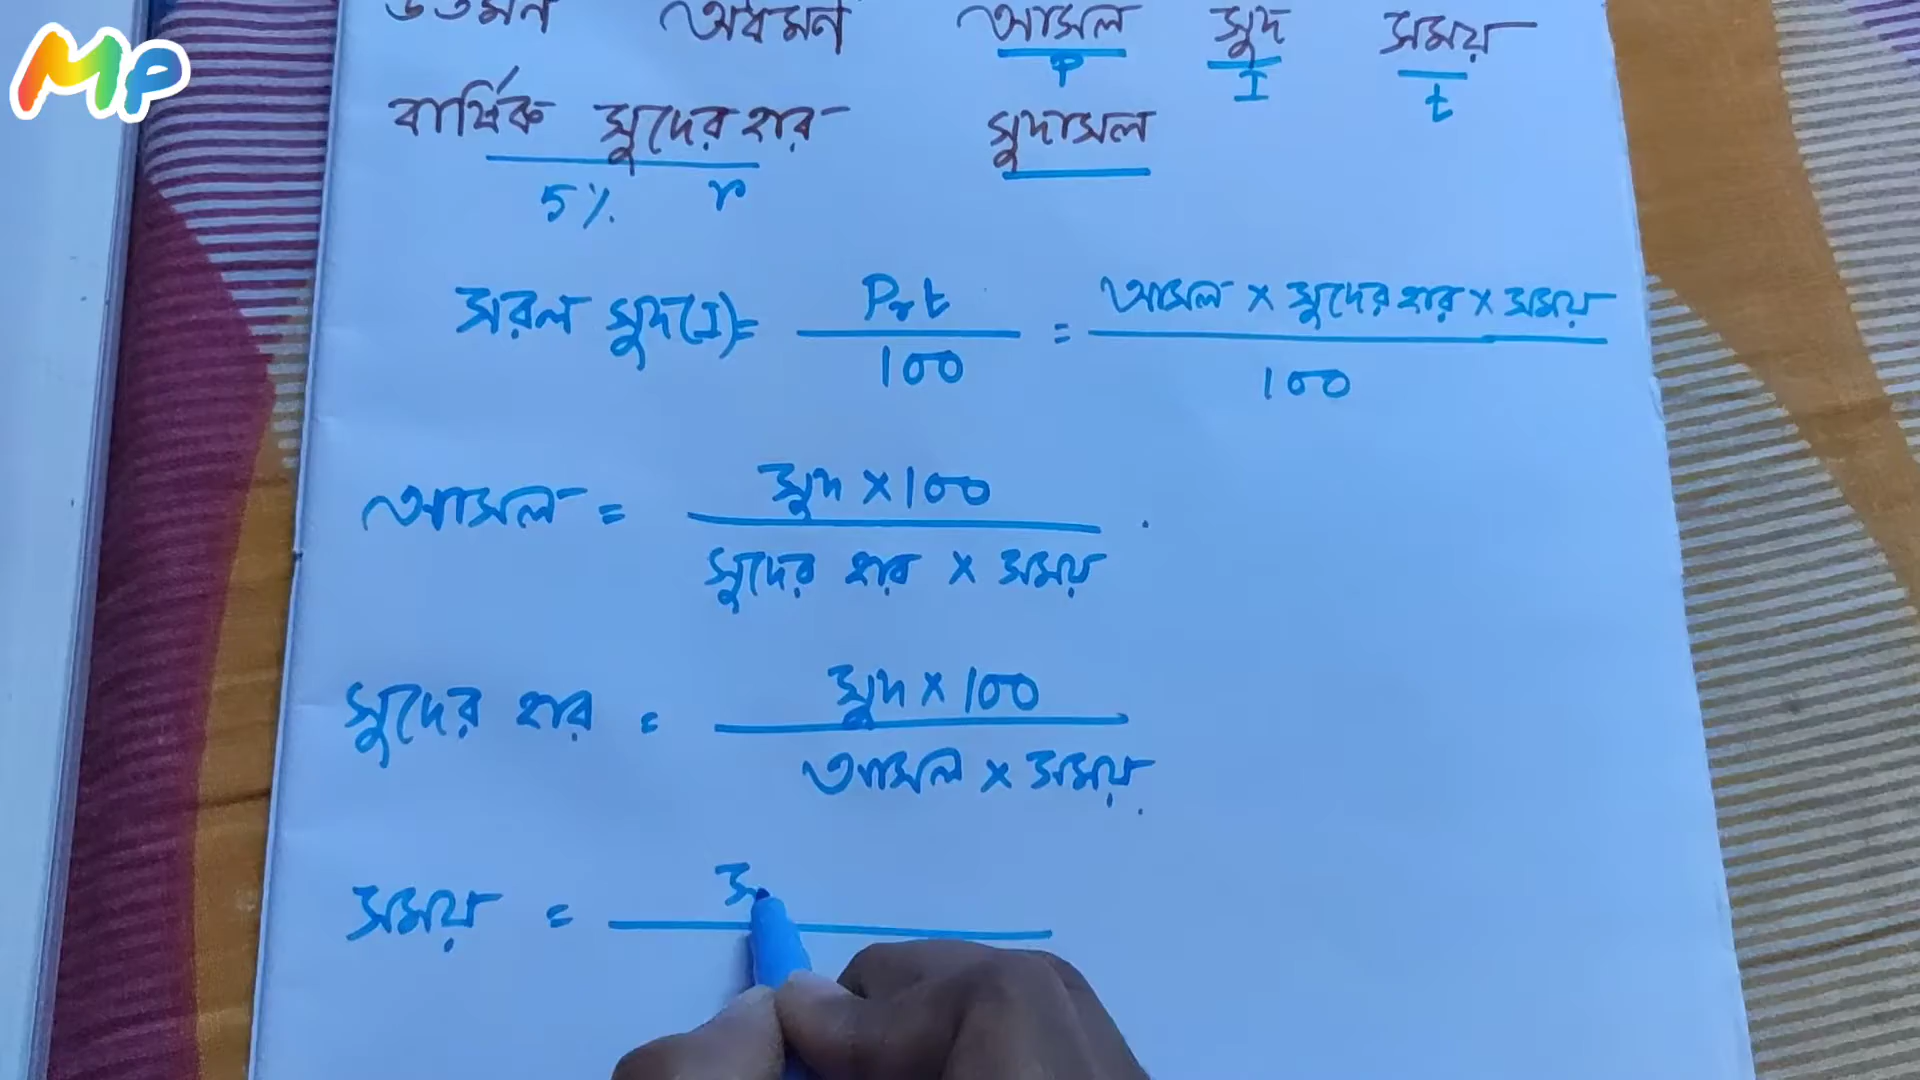 MP
উত্তমর্ণ অধমর্ণ আসল সুদ সময়
P I t
বার্ষিক সুদের হার সুদাসল
5% r
সরল সুদ(I) = Prt / 100 = আসল × সুদের হার × সময় / 100
আসল = সুদ × 100 / সুদের হার × সময়
সুদের হার = সুদ × 100 / আসল × সময়
সময় = স